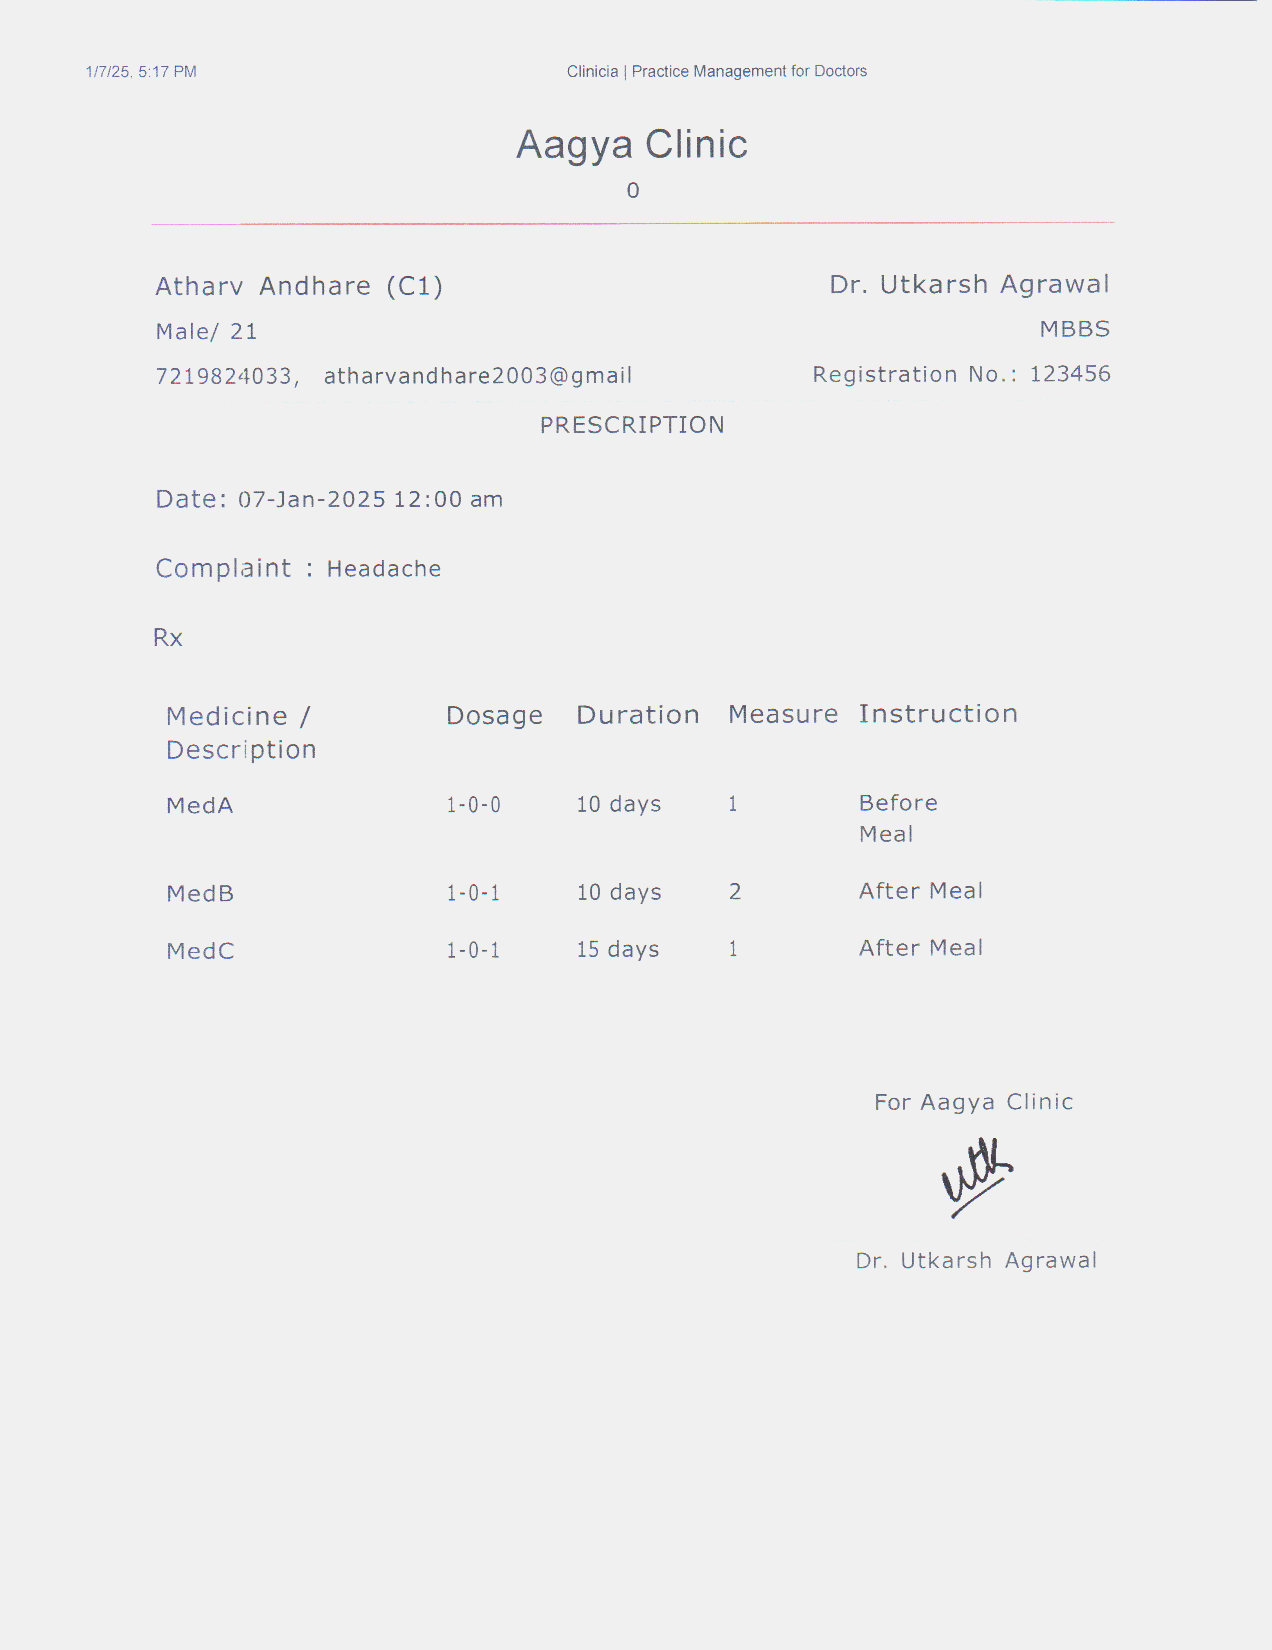 1/7/25, 5:17 PM Clinicia | Practice Management for Doctors
Aagya Clinic
0
Atharv Andhare (C1) Dr. Utkarsh Agrawal
Male/ 21 MBBS
7219824033, atharvandhare2003@gmail Registration No.: 123456
PRESCRIPTION
Date: 07-Jan-2025 12:00 am
Complaint : Headache
Rx
Medicine / Dosage Duration Measure Instruction
Description
MedA 1-0-0 10 days 1 Before
Meal
MedB 1-0-1 10 days 2 After Meal
MedC 1-0-1 15 days 1 After Meal
For Aagya Clinic
utk
Dr. Utkarsh Agrawal